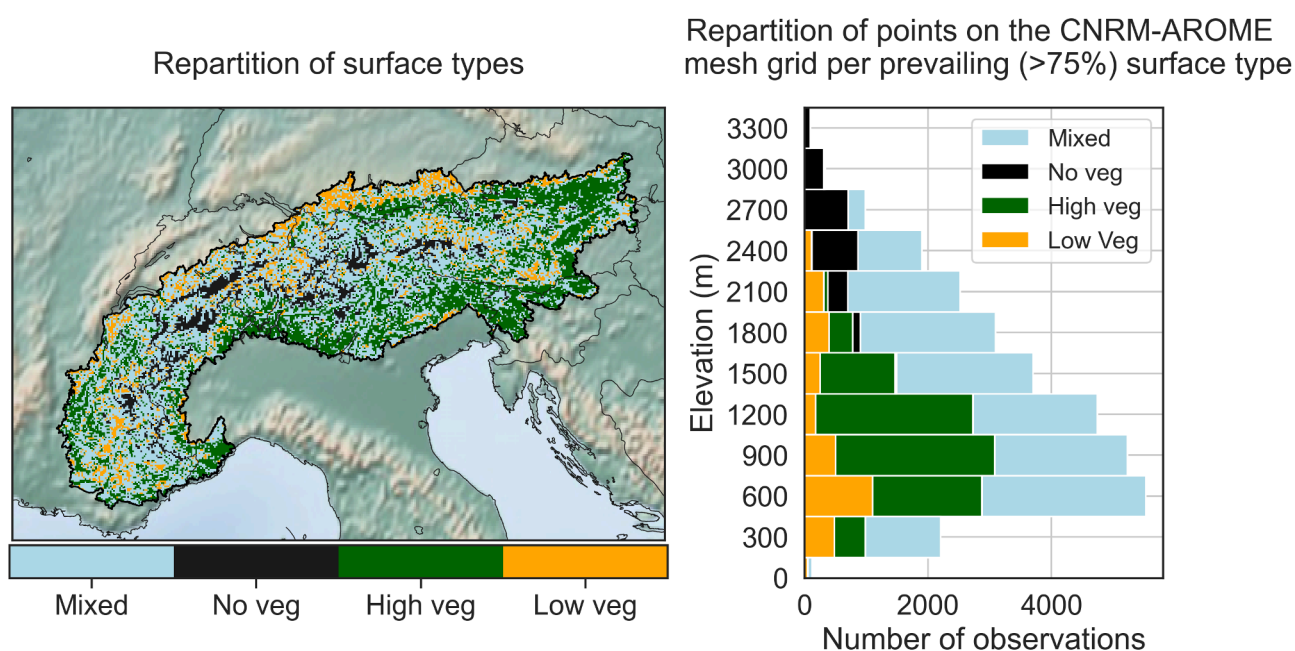 Repartition of surface types
Mixed
No veg
High veg
Low veg
Repartition of points on the CNRM-AROME
mesh grid per prevailing (>75%) surface type
Elevation (m)
3300
3000
2700
2400
2100
1800
1500
1200
900
600
300
0
Mixed
No veg
High veg
Low Veg
0
2000
4000
Number of observations